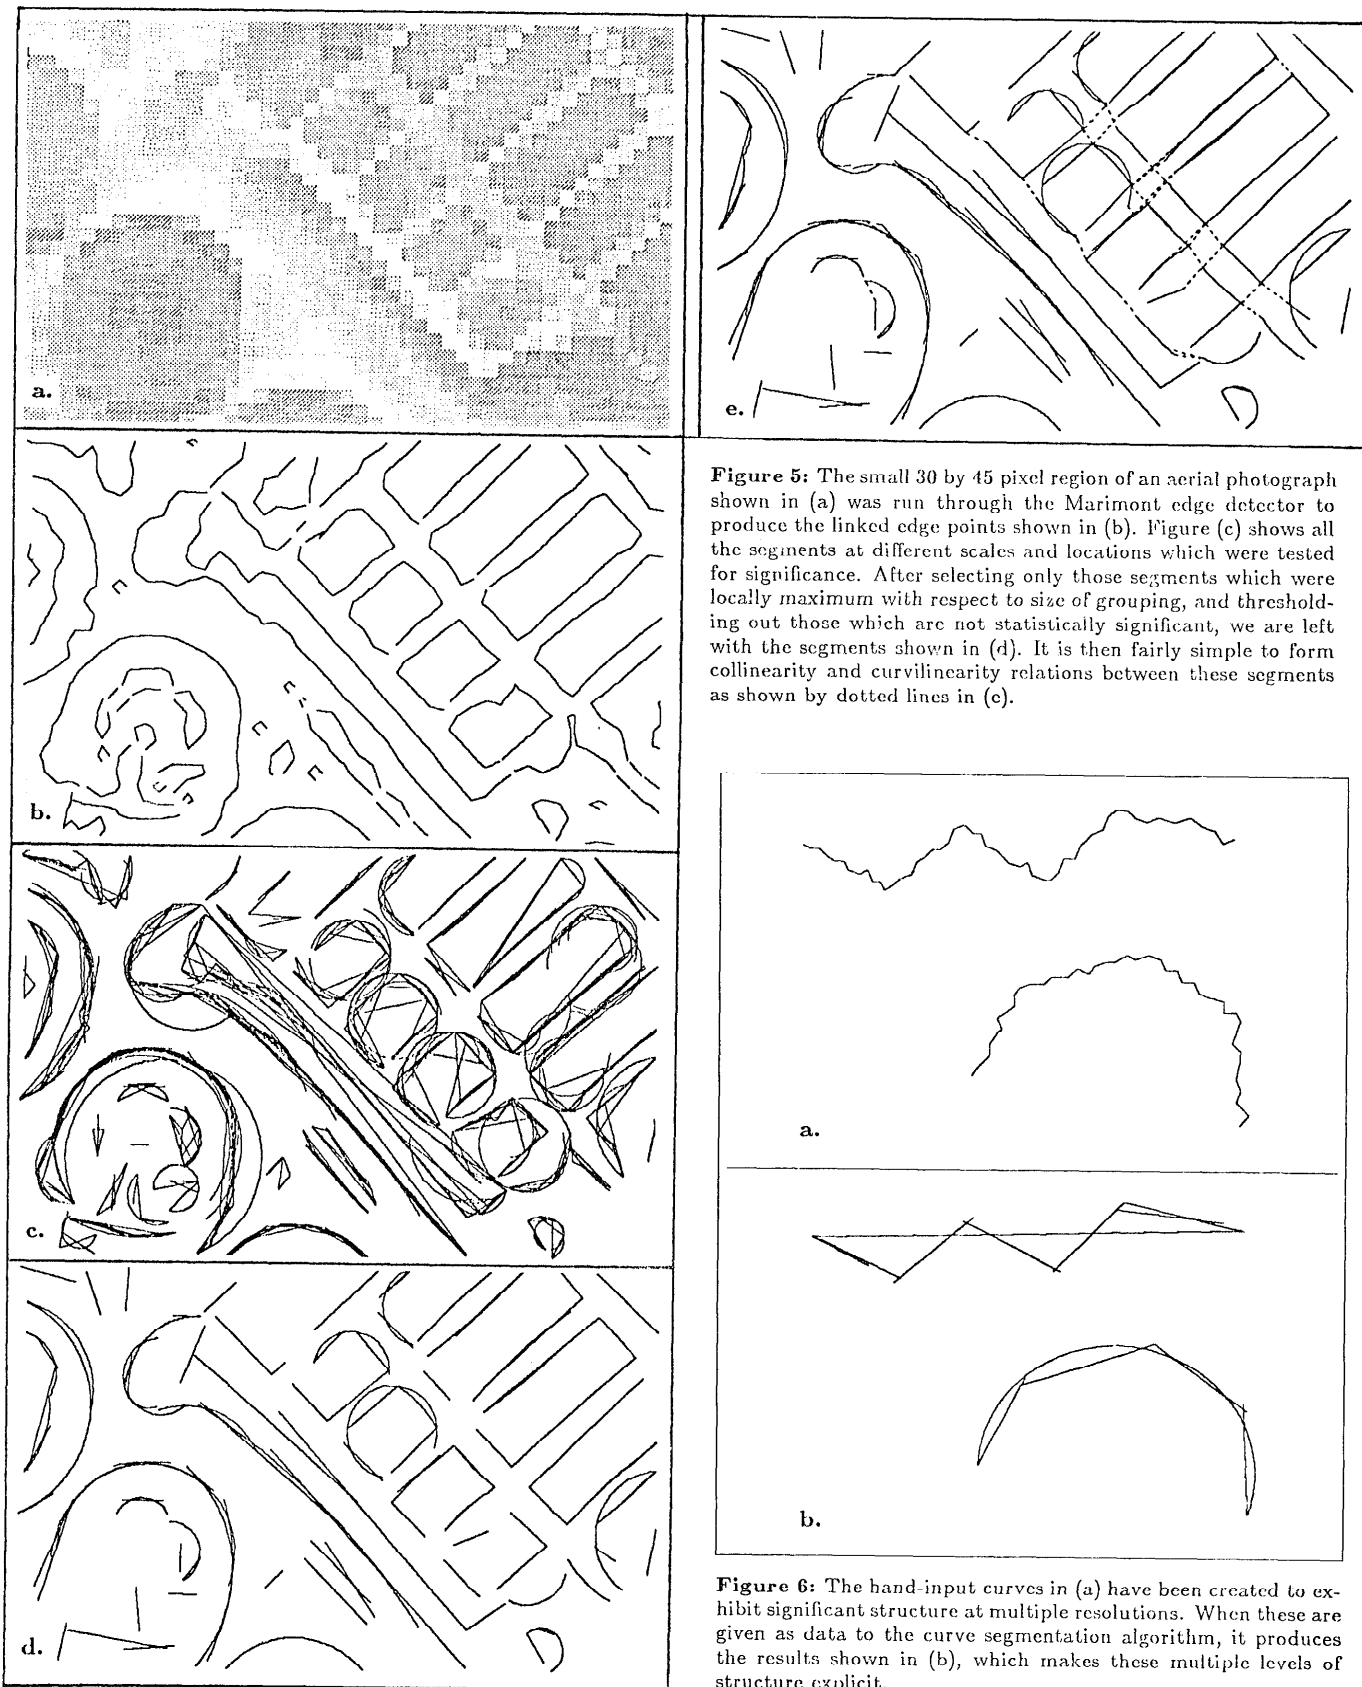 a.
b.
c.
d.
e.
Figure 5: The small 30 by 45 pixel region of an aerial photograph
shown in (a) was run through the Marimont edge detector to
produce the linked edge points shown in (b). Figure (c) shows all
the segments at different scales and locations which were tested
for significance. After selecting only those segments which were
locally maximum with respect to size of grouping, and threshold-
ing out those which are not statistically significant, we are left
with the segments shown in (d). It is then fairly simple to form
collinearity and curvilinearity relations between these segments
as shown by dotted lines in (e).
a.
b.
Figure 6: The hand-input curves in (a) have been created to ex-
hibit significant structure at multiple resolutions. When these are
given as data to the curve segmentation algorithm, it produces
the results shown in (b), which makes these multiple levels of
structure explicit.